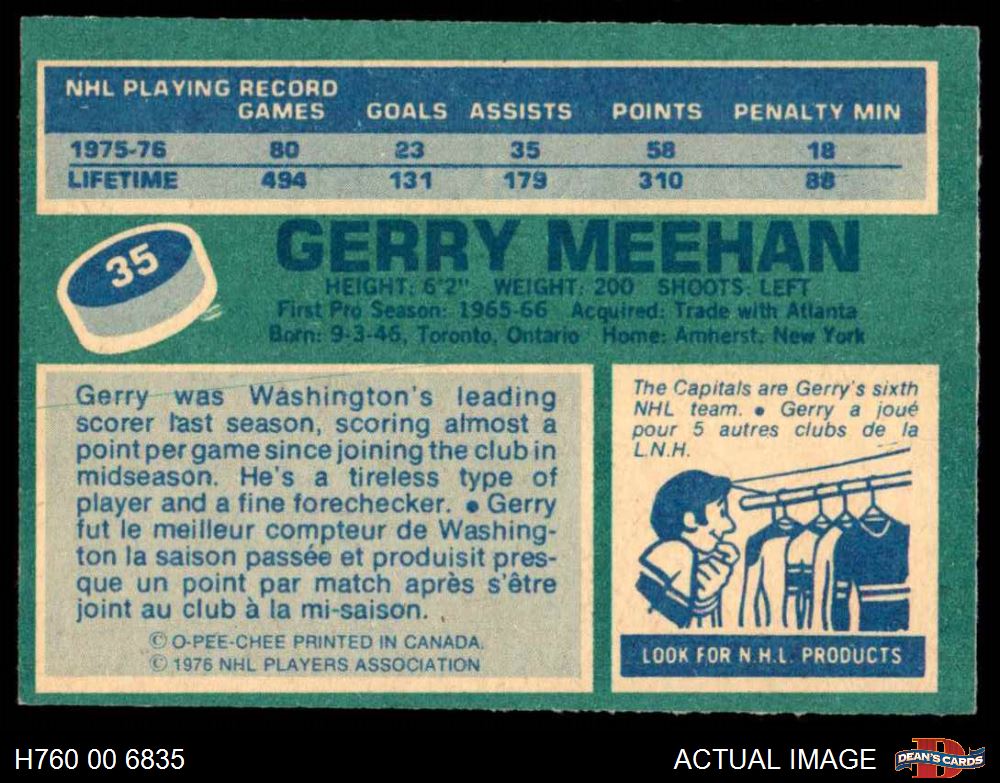 NHL PLAYING RECORD
GAMES GOALS ASSISTS POINTS PENALTY MIN
1975-76 80 23 35 58 18
LIFETIME 494 131 179 310 88
35
GERRY MEEHAN
HEIGHT: 6'2" WEIGHT: 200 SHOOTS: LEFT
First Pro Season: 1965-66 Acquired: Trade with Atlanta
Born: 9-3-46, Toronto, Ontario Home: Amherst, New York
Gerry was Washington's leading
scorer last season, scoring almost a
point per game since joining the club in
midseason. He's a tireless type of
player and a fine forechecker. ● Gerry
fut le meilleur compteur de Washing-
ton la saison passée et produisit pres-
que un point par match après s'être
joint au club à la mi-saison.
© O-PEE-CHEE PRINTED IN CANADA.
© 1976 NHL PLAYERS ASSOCIATION
The Capitals are Gerry's sixth
NHL team. ● Gerry a joué
pour 5 autres clubs de la
L.N.H.
LOOK FOR N.H.L. PRODUCTS
H760 00 6835
ACTUAL IMAGE
D
DEAN'S CARDS